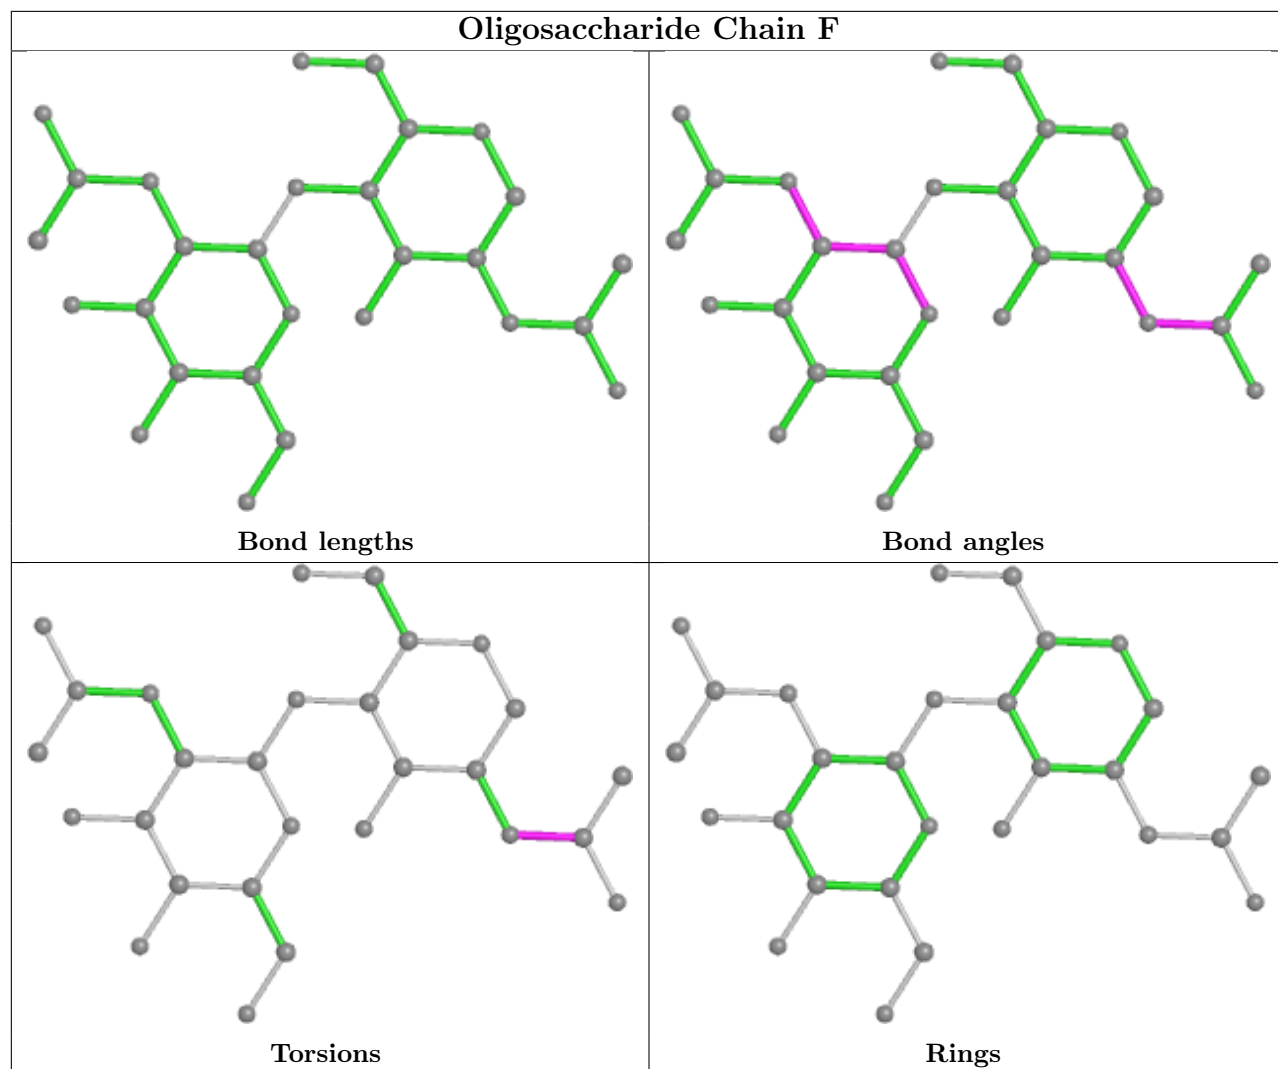 Oligosaccharide Chain F
Bond lengths
Bond angles
Torsions
Rings